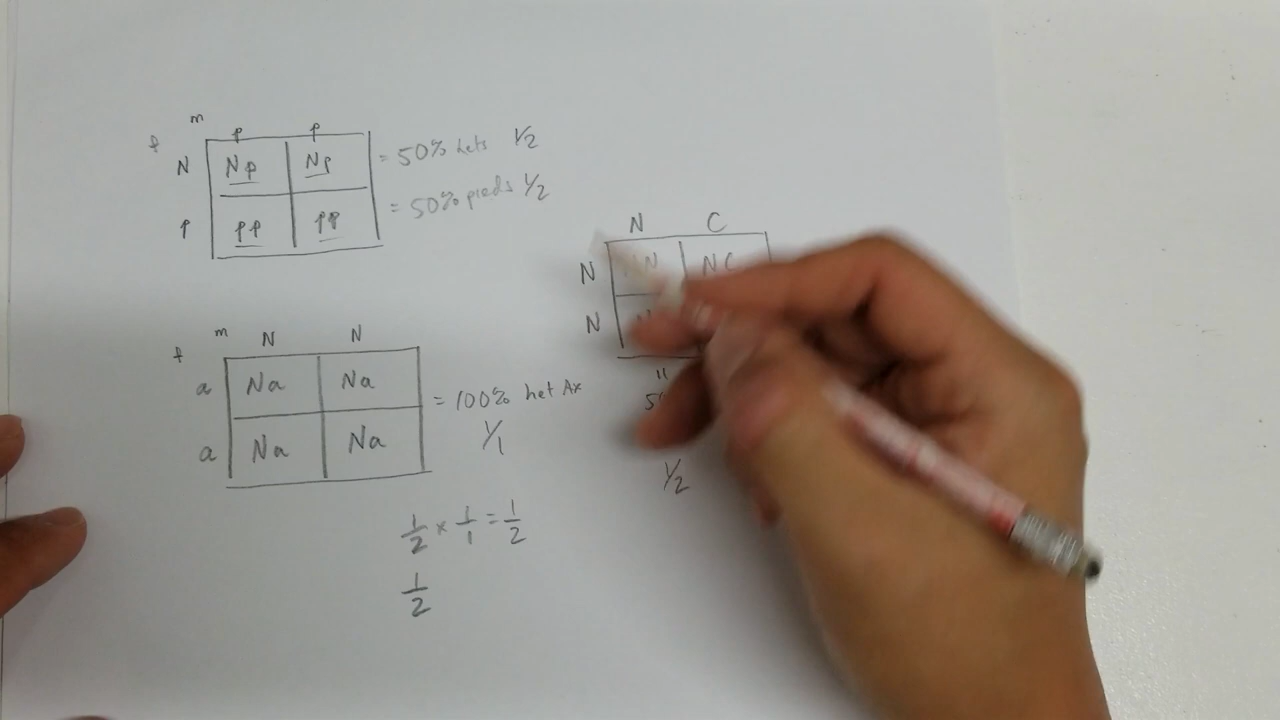 m
f p p
N Np Np = 50% hets 1/2
p pp pp = 50% pieds 1/2
N C
N N NC
N
"
1/2
m
f N N
a Na Na = 100% het Ax
a Na Na 1/1
1/2 × 1/1 = 1/2
1/2